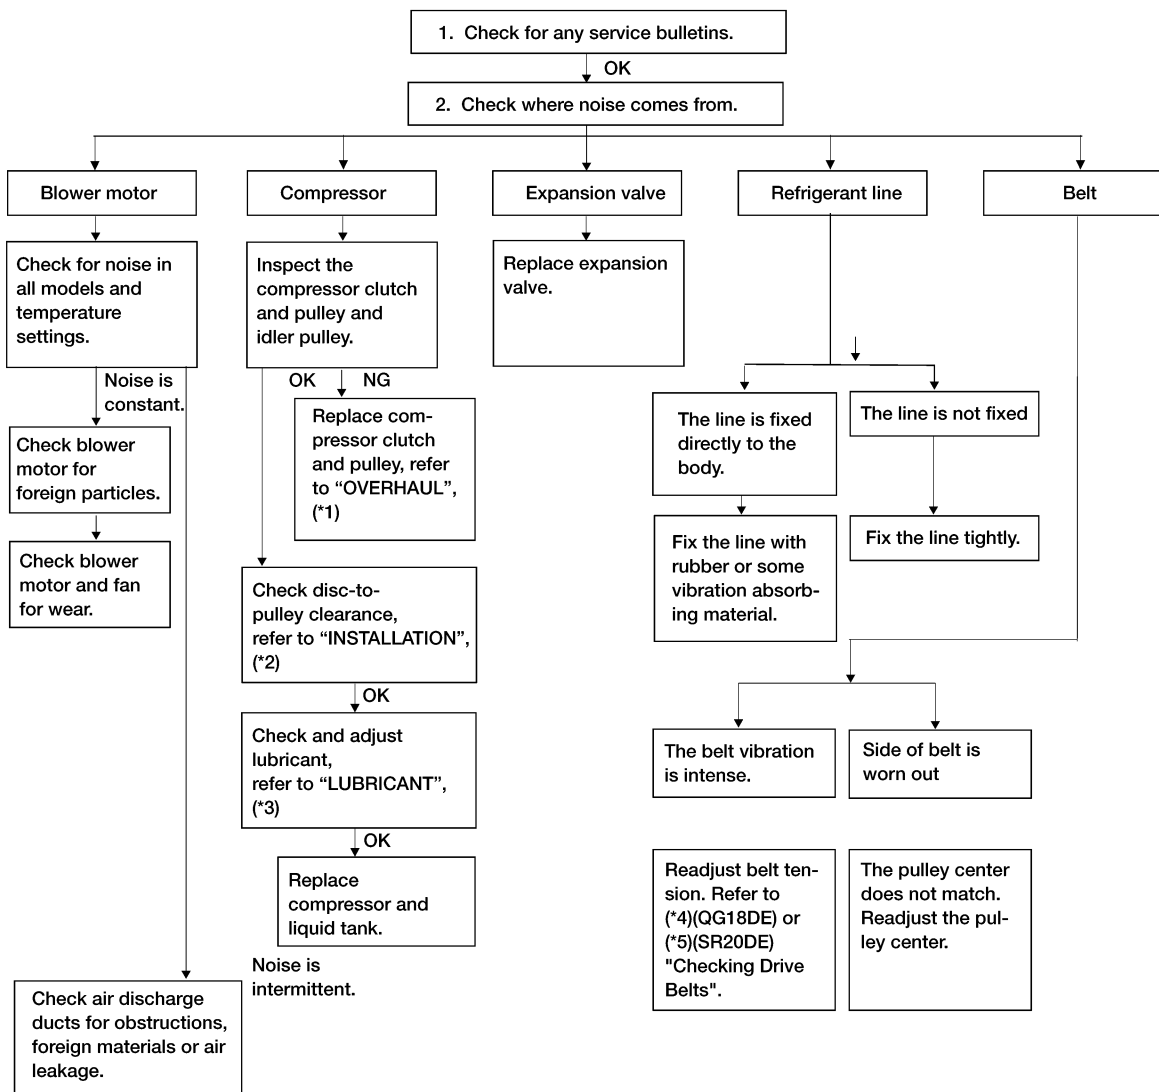 1. Check for any service bulletins.
OK
2. Check where noise comes from.
Blower motor
Check for noise in
all models and
temperature
settings.
Noise is
constant.
Check blower
motor for
foreign particles.
Check blower
motor and fan
for wear.
Noise is
intermittent.
Check air discharge
ducts for obstructions,
foreign materials or air
leakage.
Compressor
Inspect the
compressor clutch
and pulley and
idler pulley.
OK
NG
Replace com-
pressor clutch
and pulley, refer
to “OVERHAUL”,
(*1)
Check disc-to-
pulley clearance,
refer to “INSTALLATION”,
(*2)
OK
Check and adjust
lubricant,
refer to “LUBRICANT”,
(*3)
OK
Replace
compressor and
liquid tank.
Expansion valve
Replace expansion
valve.
Refrigerant line
The line is fixed
directly to the
body.
Fix the line with
rubber or some
vibration absorb-
ing material.
The line is not fixed
Fix the line tightly.
Belt
The belt vibration
is intense.
Readjust belt ten-
sion. Refer to
(*4)(QG18DE) or
(*5)(SR20DE)
"Checking Drive
Belts".
Side of belt is
worn out
The pulley center
does not match.
Readjust the pul-
ley center.